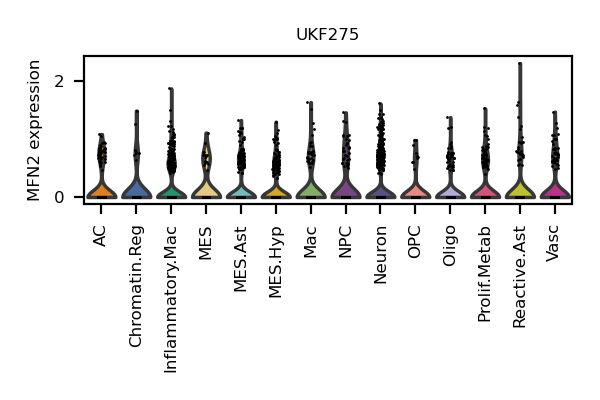 UKF275
MFN2 expression
2
0
AC
Chromatin.Reg
Inflammatory.Mac
MES
MES.Ast
MES.Hyp
Mac
NPC
Neuron
OPC
Oligo
Prolif.Metab
Reactive.Ast
Vasc